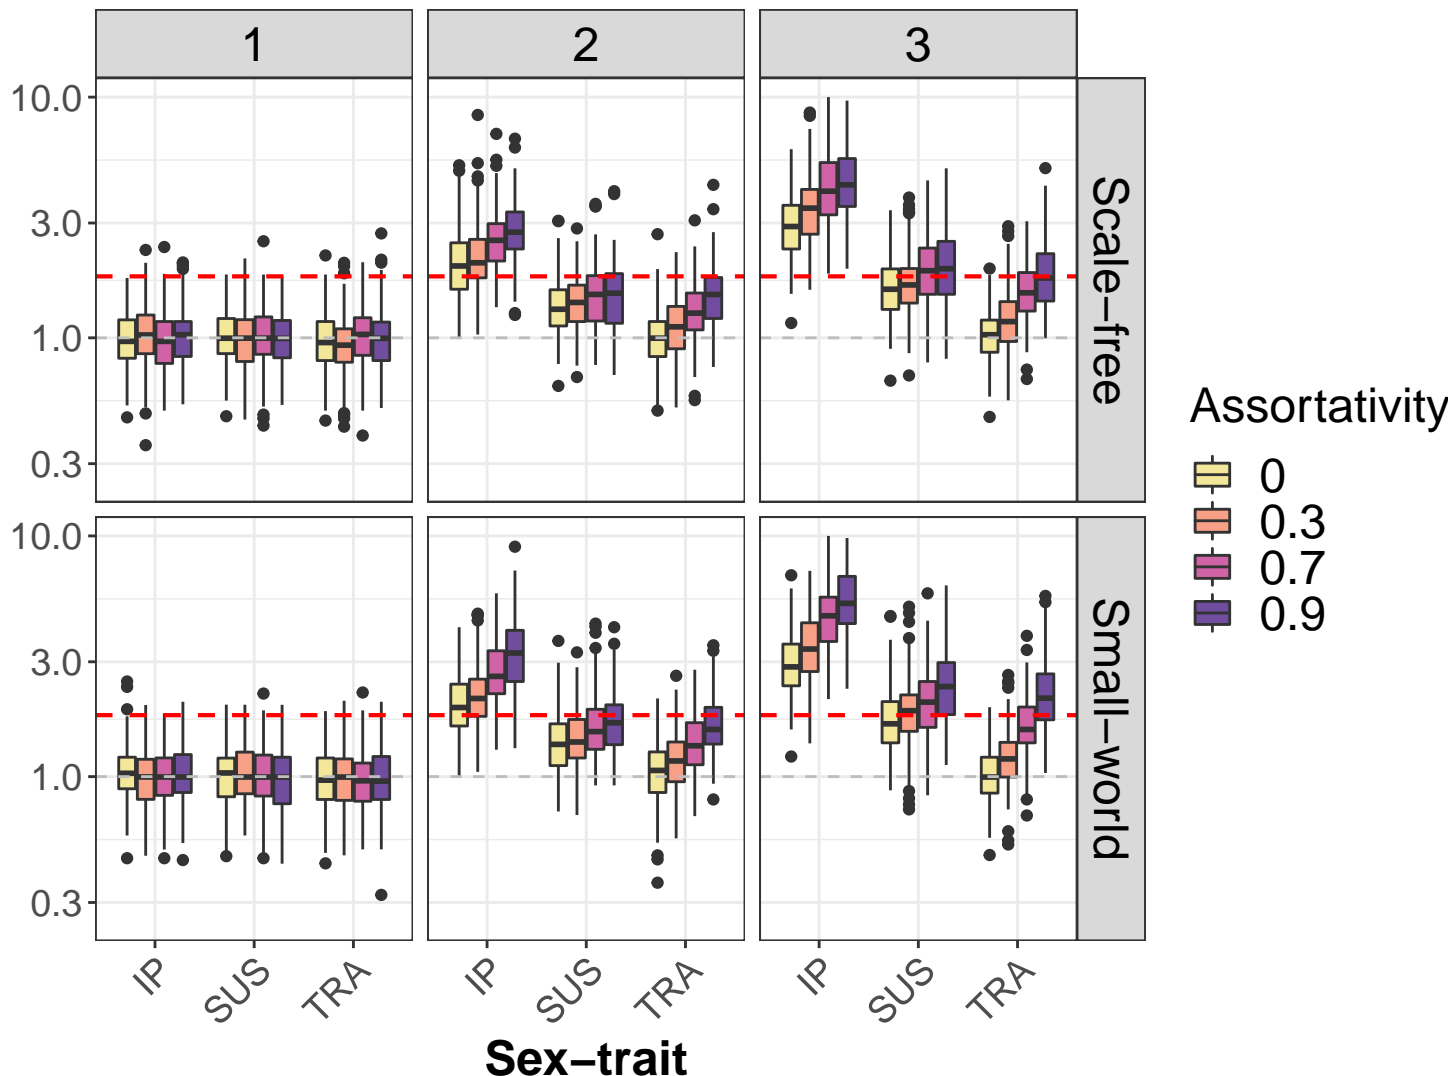 1 2 3
10.0
3.0
1.0
0.3
Scale−free
10.0
3.0
1.0
0.3
Small−world
IP SUS TRA IP SUS TRA IP SUS TRA
Sex−trait
Assortativity
0
0.3
0.7
0.9